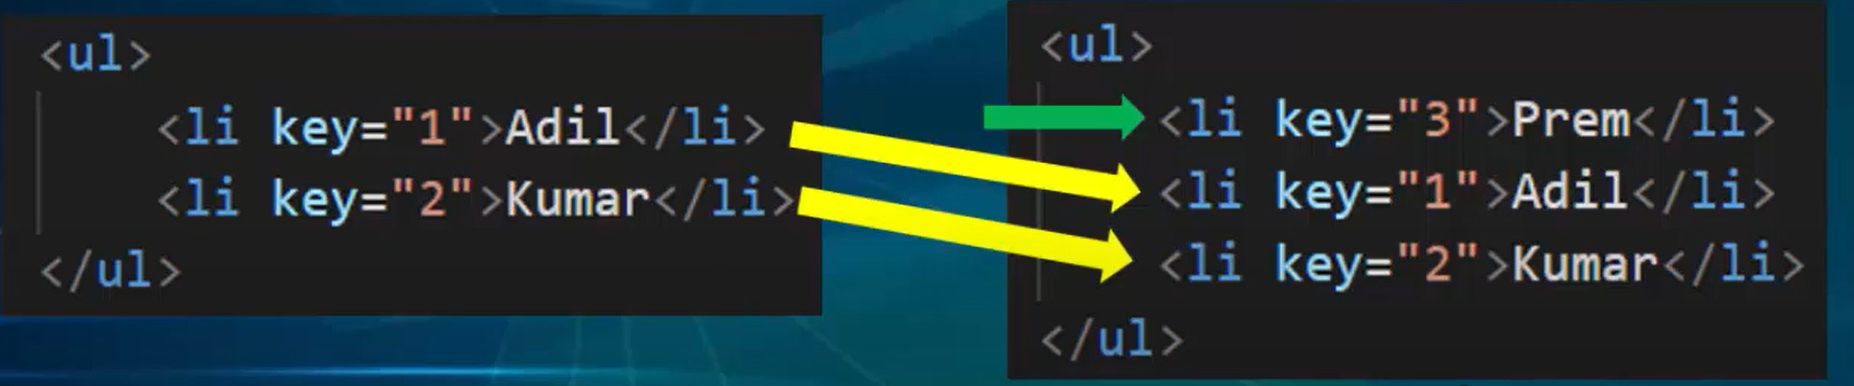 <ul>
<li key="1">Adil</li>
<li key="2">Kumar</li>
</ul>
<ul>
<li key="3">Prem</li>
<li key="1">Adil</li>
<li key="2">Kumar</li>
</ul>